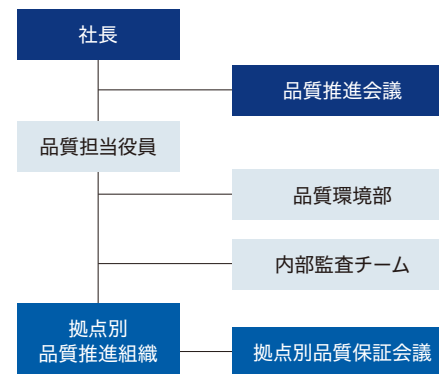 社長
品質推進会議
品質担当役員
品質環境部
内部監査チーム
拠点別
品質推進組織
拠点別品質保証会議